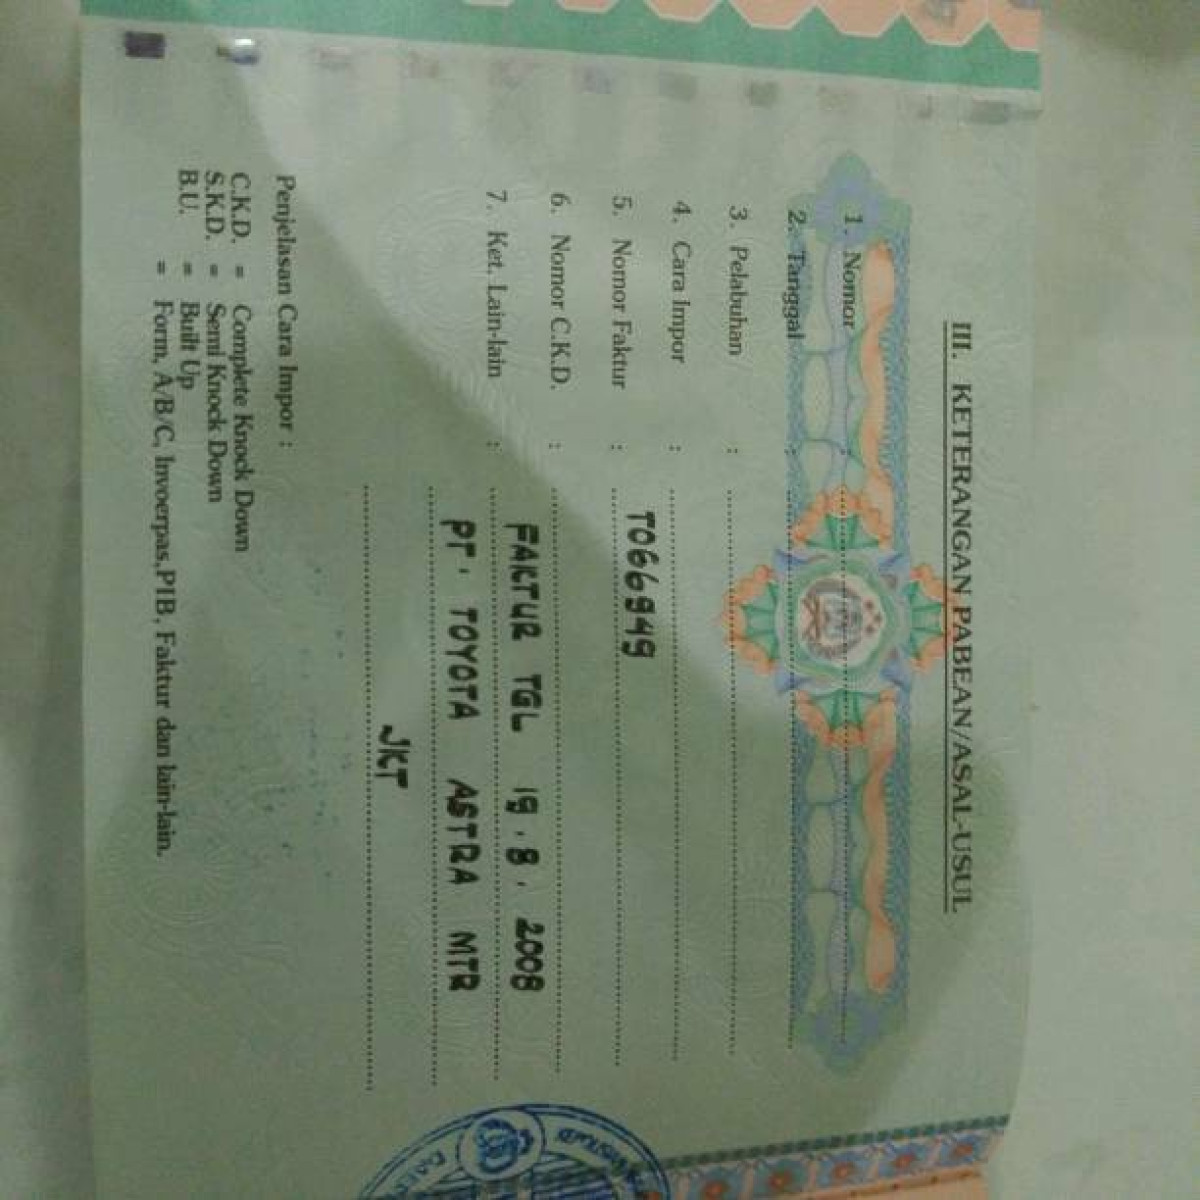 III. KETERANGAN PABEAN/ASAL-USUL
1. Nomor :
2. Tanggal :
3. Pelabuhan :
4. Cara Impor :
5. Nomor Faktur : T066949
6. Nomor C.K.D. :
7. Ket. Lain-lain : FAKTUR TGL 19.8.2008
PT. TOYOTA ASTRA MTR
JKT
Penjelasan Cara Impor :
C.K.D. = Complete Knock Down
S.K.D. = Semi Knock Down
B.U. = Built Up
= Form, A/B/C, Invoerpas,PIB, Faktur dan lain-lain.